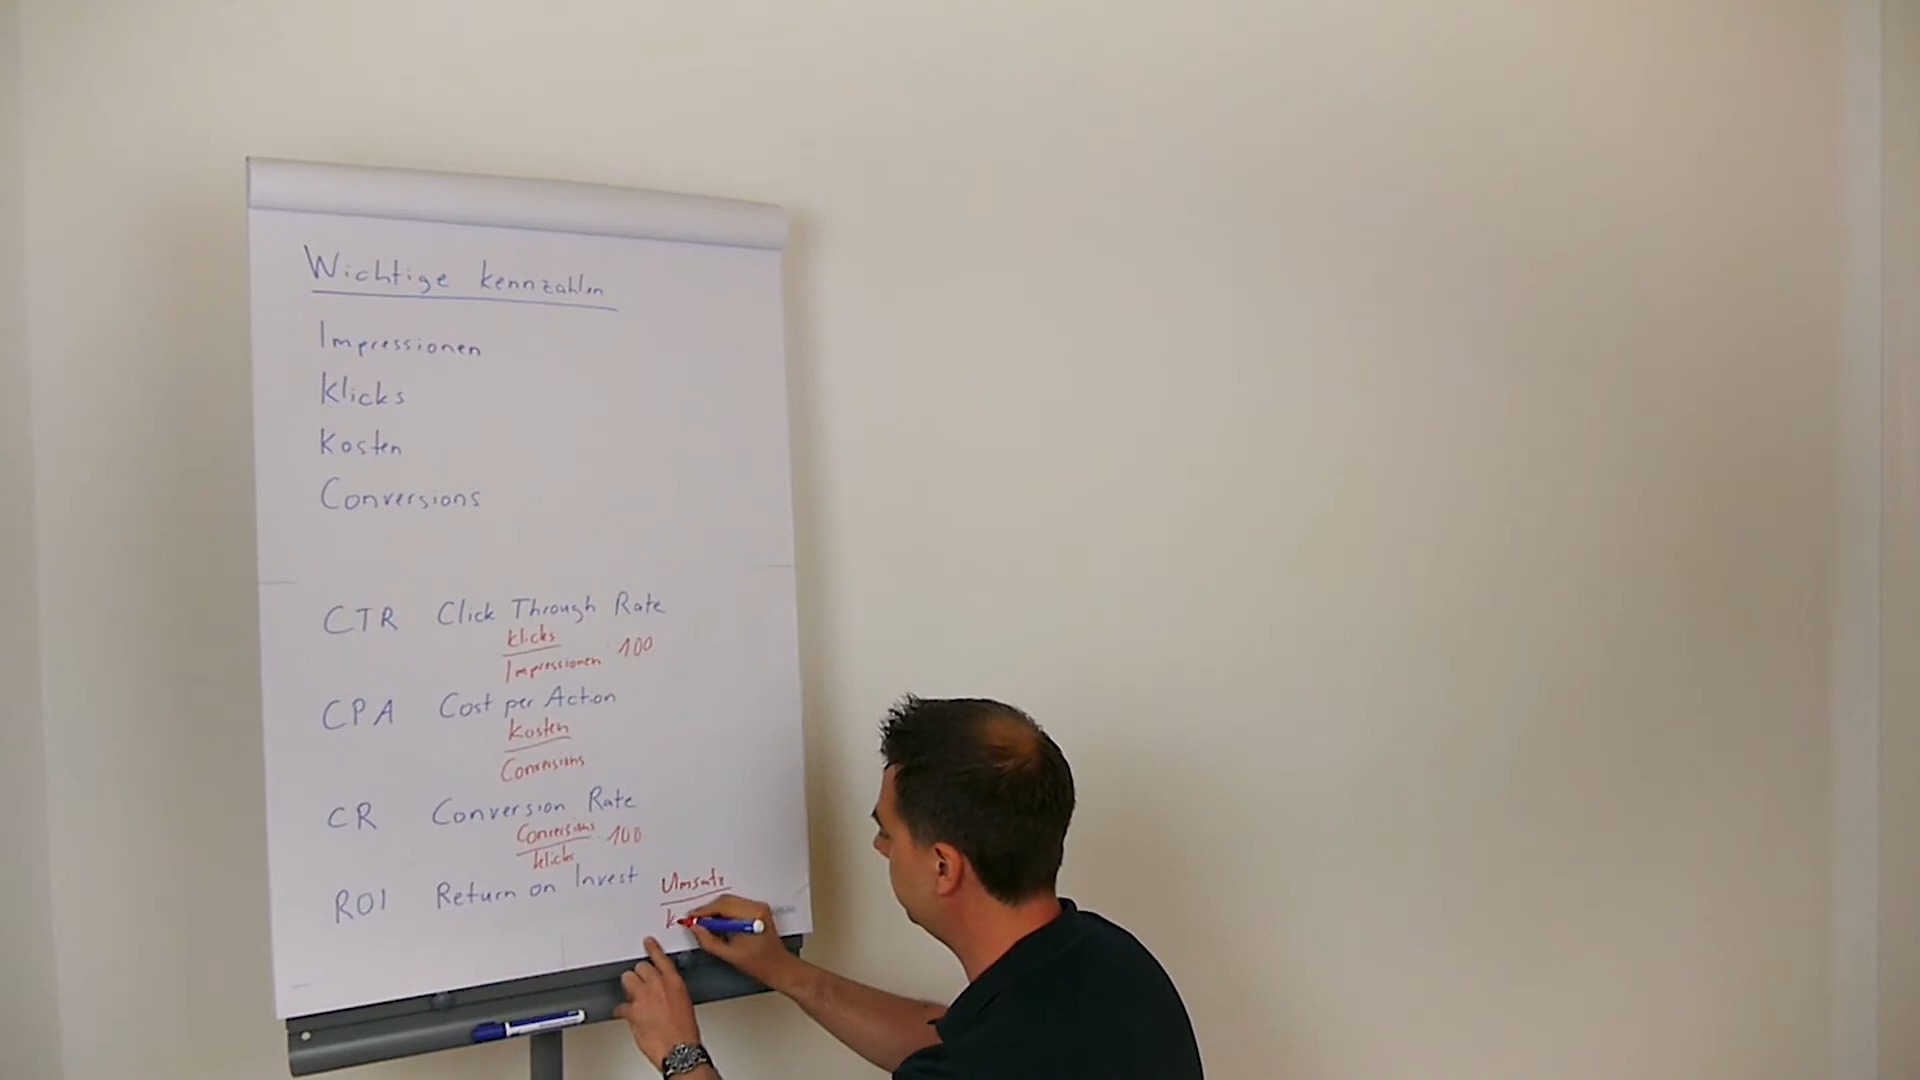 Wichtige Kennzahlen
Impressionen
Klicks
Kosten
Conversions
CTR Click Through Rate
Klicks
Impressionen · 100
CPA Cost per Action
Kosten
Conversions
CR Conversion Rate
Conversions · 100
Klicks
ROI Return on Invest Umsatz
K